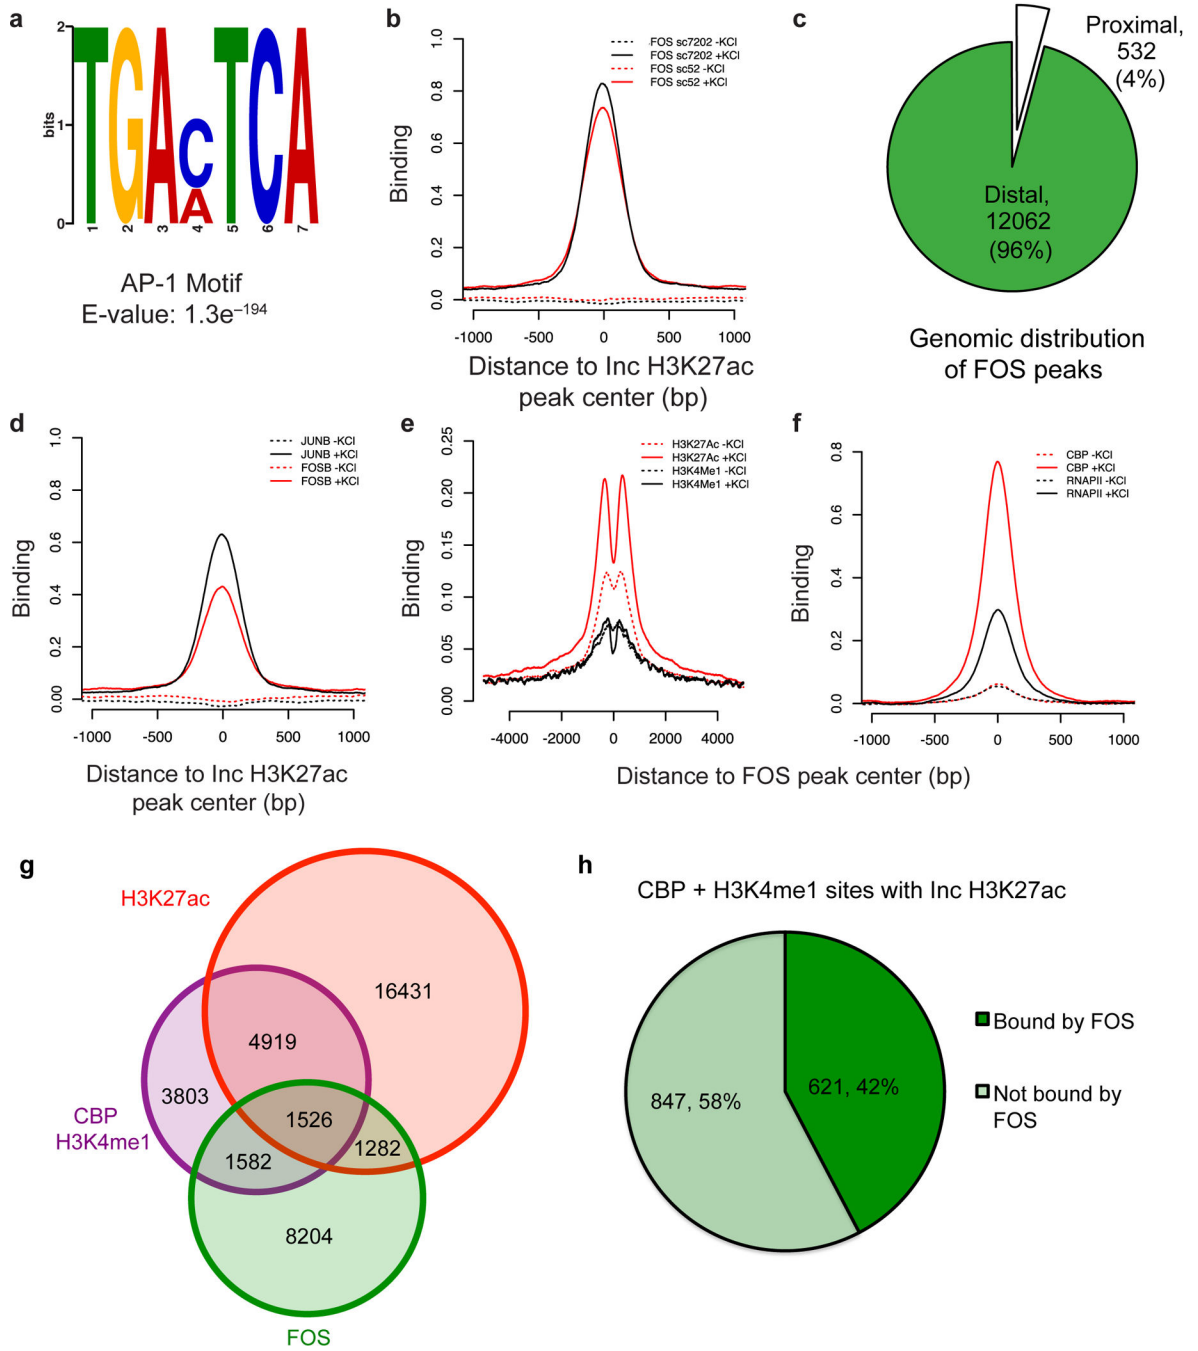 a
2
bits
1
0
TGACTCA
A
1 2 3 4 5 6 7
AP-1 Motif
E-value: 1.3e–194
b
1.0
0.8
0.6
0.4
0.2
0.0
Binding
FOS sc7202 -KCl
FOS sc7202 +KCl
FOS sc52 -KCl
FOS sc52 +KCl
-1000 -500 0 500 1000
Distance to Inc H3K27ac
peak center (bp)
c
Proximal,
532
(4%)
Distal,
12062
(96%)
Genomic distribution
of FOS peaks
d
1.0
0.8
0.6
0.4
0.2
0.00
Binding
JUNB -KCl
JUNB +KCl
FOSB -KCl
FOSB +KCl
-1000 -500 0 500 1000
Distance to Inc H3K27ac
peak center (bp)
e
0.25
0.20
0.15
0.10
0.05
0.00
Binding
H3K27Ac -KCl
H3K27Ac +KCl
H3K4Me1 -KCl
H3K4Me1 +KCl
-4000 -2000 0 2000 4000
f
0.8
0.6
0.4
0.2
0.0
Binding
CBP -KCl
CBP +KCl
RNAPII -KCl
RNAPII +KCl
-1000 -500 0 500 1000
Distance to FOS peak center (bp)
g
H3K27ac
16431
4919
3803
CBP
H3K4me1
1526
1282
1582
8204
FOS
h
CBP + H3K4me1 sites with Inc H3K27ac
847, 58%
621, 42%
Bound by FOS
Not bound by
FOS